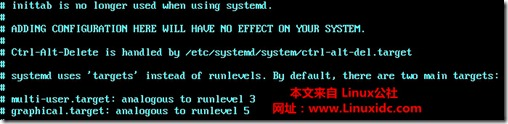 # inittab is no longer used when using systemd.
#
# ADDING CONFIGURATION HERE WILL HAVE NO EFFECT ON YOUR SYSTEM.
#
# Ctrl-Alt-Delete is handled by /etc/systemd/system/ctrl-alt-del.target
#
# systemd uses 'targets' instead of runlevels. By default, there are two main targets:
#
# multi-user.target: analogous to runlevel 3
# graphical.target: analogous to runlevel 5
#
本文来自 Linux公社
网址：www.Linuxidc.com